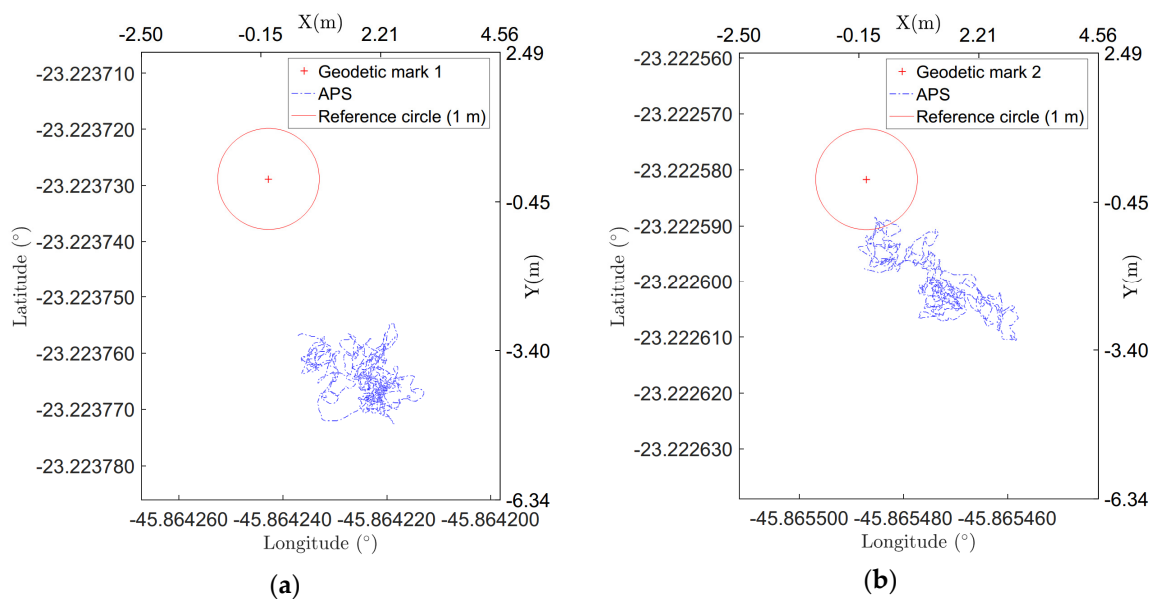 X(m)
-2.50 -0.15 2.21 4.56
2.49
-0.45
-3.40
-6.34
Y(m)
-23.223710
-23.223720
-23.223730
-23.223740
-23.223750
-23.223760
-23.223770
-23.223780
Latitude (°)
Geodetic mark 1
APS
Reference circle (1 m)
-45.864260 -45.864240 -45.864220 -45.864200
Longitude (°)
(a)
X(m)
-2.50 -0.15 2.21 4.56
2.49
-0.45
-3.40
-6.34
Y(m)
-23.222560
-23.222570
-23.222580
-23.222590
-23.222600
-23.222610
-23.222620
-23.222630
Latitude (°)
Geodetic mark 2
APS
Reference circle (1 m)
-45.865500 -45.865480 -45.865460
Longitude (°)
(b)